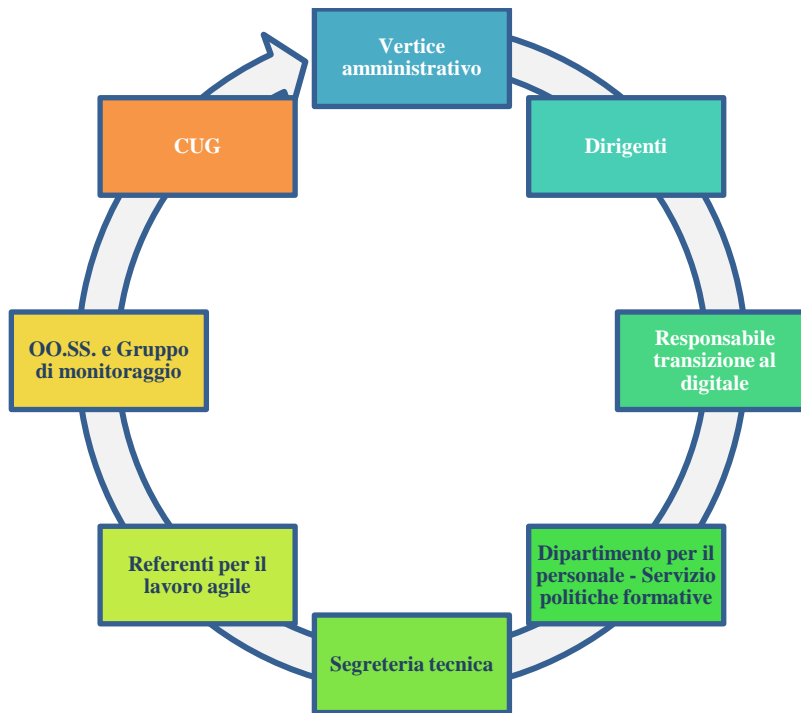 Vertice
amministrativo
Dirigenti
Responsabile
transizione al
digitale
Dipartimento per il
personale - Servizio
politiche formative
Segreteria tecnica
Referenti per il
lavoro agile
OO.SS. e Gruppo
di monitoraggio
CUG